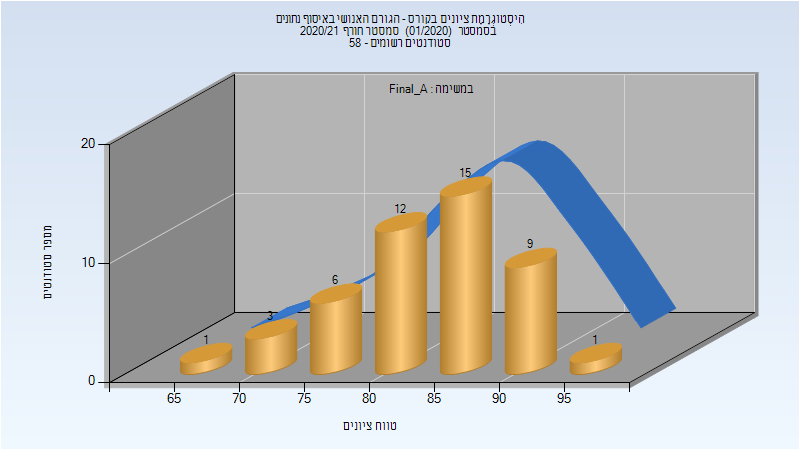 הִיסְטוֹגְרָמַת ציונים בקורס - הגורם האנושי באיסוף נתונים
בסמסטר (01/2020) סמסטר חורף 2020/21
סטודנטים רשומים - 58
במשימה : Final_A
20
10
0
מספר סטודנטים
1
3
6
12
15
9
1
65
70
75
80
85
90
95
טווח ציונים